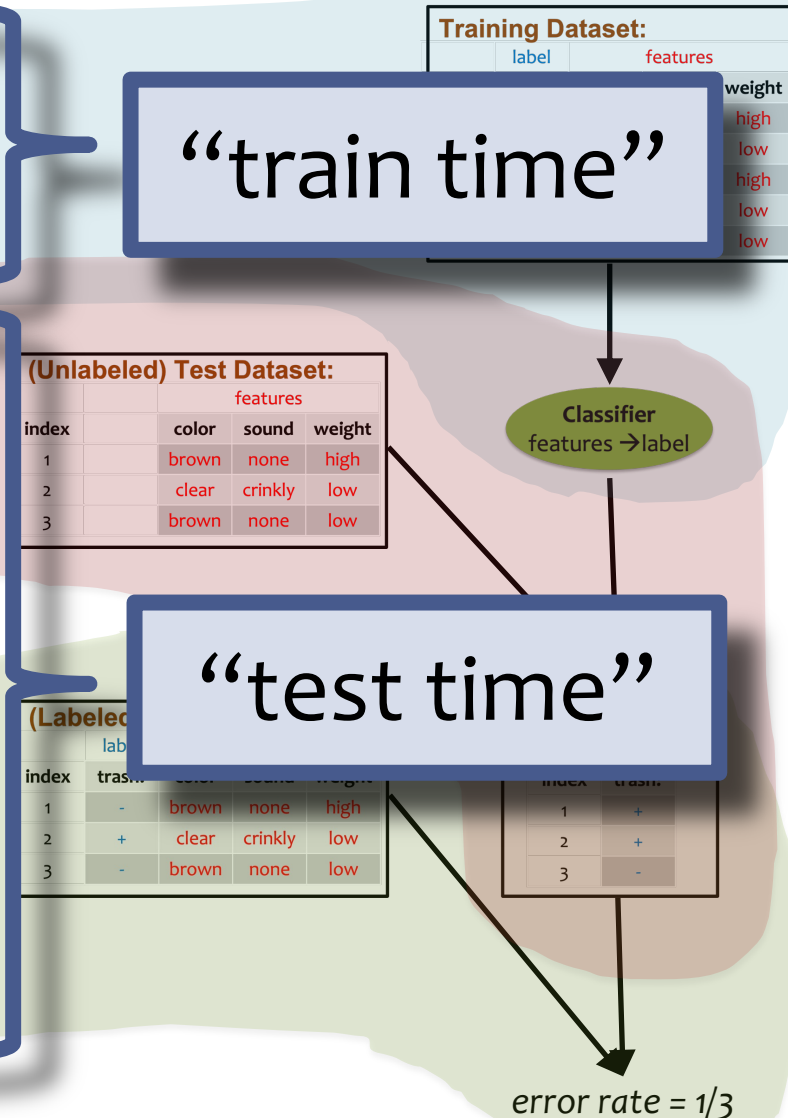 Training Dataset:
label features
weight
high
low
high
low
low
“train time”
(Unlabeled) Test Dataset:
features
index color sound weight
1 brown none high
2 clear crinkly low
3 brown none low
Classifier
features →label
“test time”
index
1 - brown none high
2 + clear crinkly low
3 - brown none low
1 +
2 +
3 -
error rate = 1/3